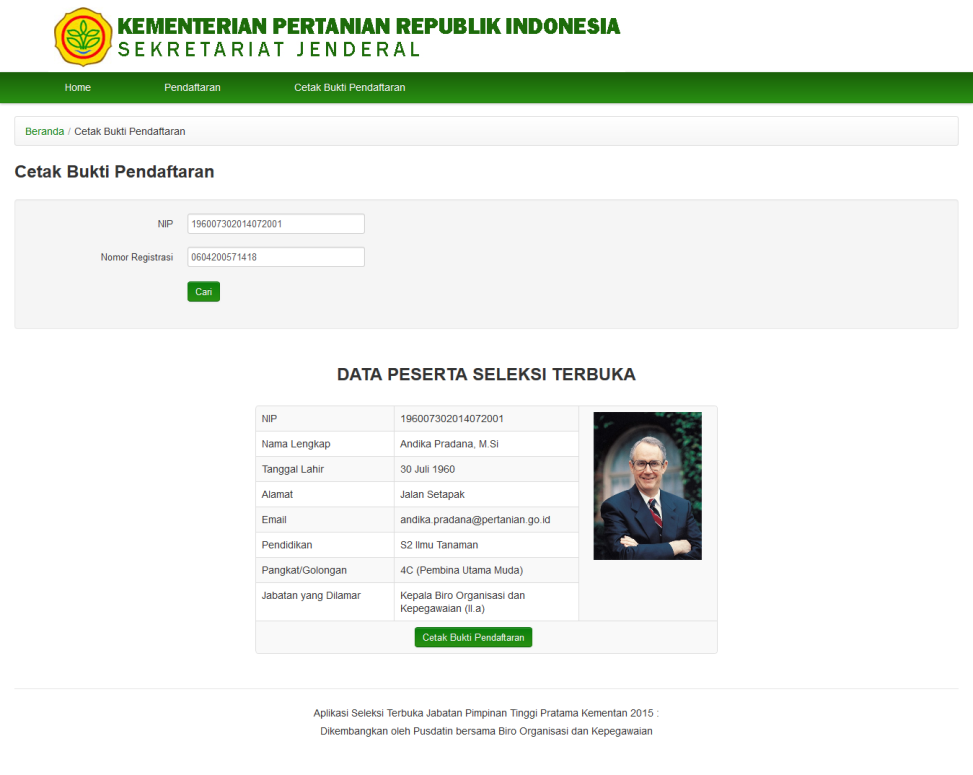 KEMENTERIAN PERTANIAN REPUBLIK INDONESIA
SEKRETARIAT JENDERAL
Home Pendaftaran Cetak Bukti Pendaftaran
Beranda / Cetak Bukti Pendaftaran
Cetak Bukti Pendaftaran
NIP 196007302014072001
Nomor Registrasi 0604200571418
Cari
DATA PESERTA SELEKSI TERBUKA
NIP 196007302014072001
Nama Lengkap Andika Pradana, M.Si
Tanggal Lahir 30 Juli 1960
Alamat Jalan Setapak
Email andika.pradana@pertanian.go.id
Pendidikan S2 Ilmu Tanaman
Pangkat/Golongan 4C (Pembina Utama Muda)
Jabatan yang Dilamar Kepala Biro Organisasi dan
Kepegawaian (II.a)
Cetak Bukti Pendaftaran
Aplikasi Seleksi Terbuka Jabatan Pimpinan Tinggi Pratama Kementan 2015 :
Dikembangkan oleh Pusdatin bersama Biro Organisasi dan Kepegawaian